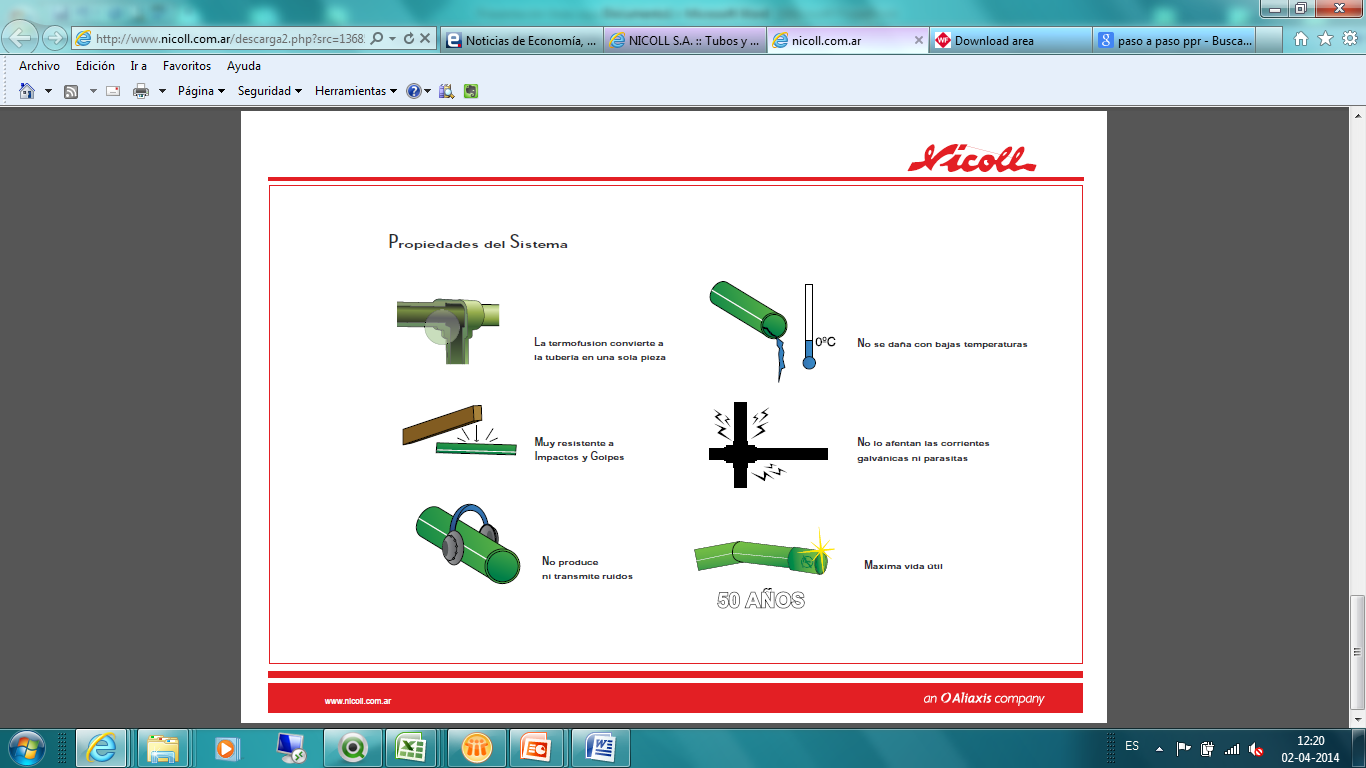 http://www.nicoll.com.ar/descarga2.php?src=1368
Noticias de Economía, ...
NICOLL S.A. :: Tubos y ...
nicoll.com.ar
Download area
paso a paso ppr - Busca...
Archivo Edición Ir a Favoritos Ayuda
Página Seguridad Herramientas
Nicoll
Propiedades del Sistema
La termofusion convierte a
la tubería en una sola pieza
0ºC
No se daña con bajas temperaturas
Muy resistente a
Impactos y Golpes
No lo afentan las corrientes
galvánicas ni parasitas
No produce
ni transmite ruidos
Maxima vida útil
50 AÑOS
www.nicoll.com.ar
an Aliaxis company
ES
12:20
02-04-2014